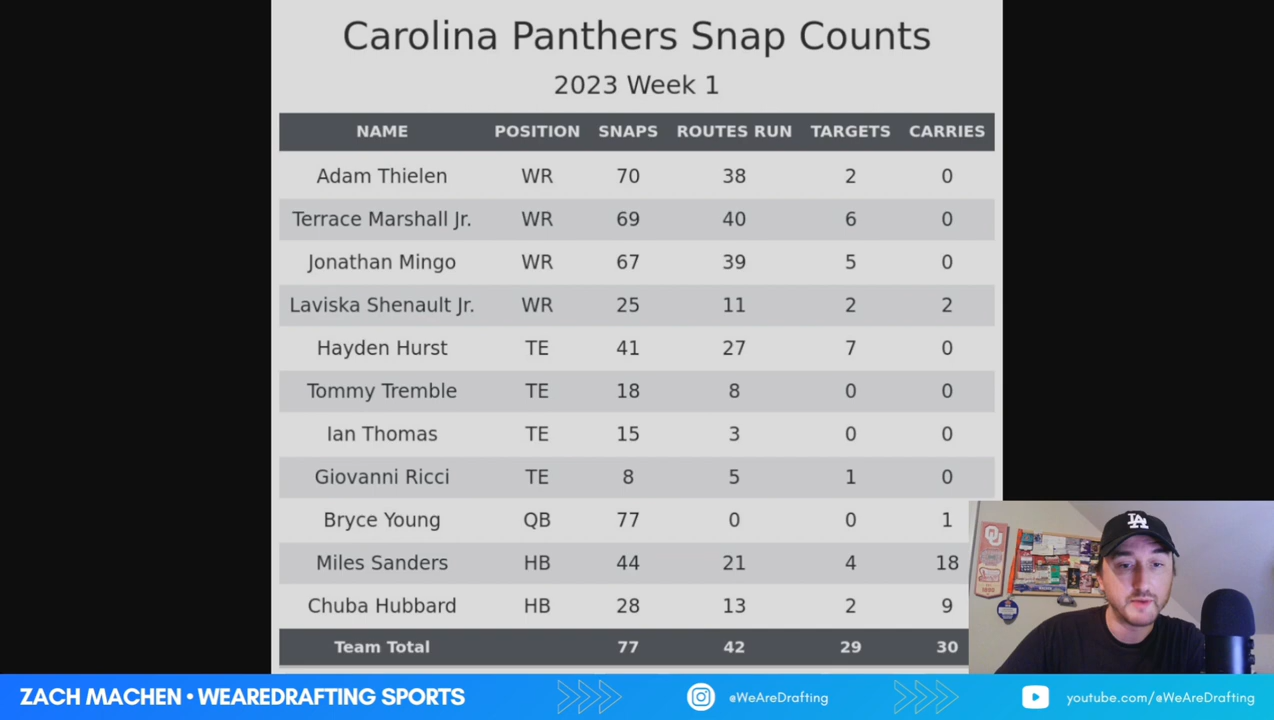 Carolina Panthers Snap Counts
2023 Week 1
NAME POSITION SNAPS ROUTES RUN TARGETS CARRIES
Adam Thielen WR 70 38 2 0
Terrace Marshall Jr. WR 69 40 6 0
Jonathan Mingo WR 67 39 5 0
Laviska Shenault Jr. WR 25 11 2 2
Hayden Hurst TE 41 27 7 0
Tommy Tremble TE 18 8 0 0
Ian Thomas TE 15 3 0 0
Giovanni Ricci TE 8 5 1 0
Bryce Young QB 77 0 0 1
Miles Sanders HB 44 21 4 18
Chuba Hubbard HB 28 13 2 9
Team Total 77 42 29 30
LA
ZACH MACHEN • WEAREDRAFTING SPORTS
@WeAreDrafting
youtube.com/@WeAreDrafting